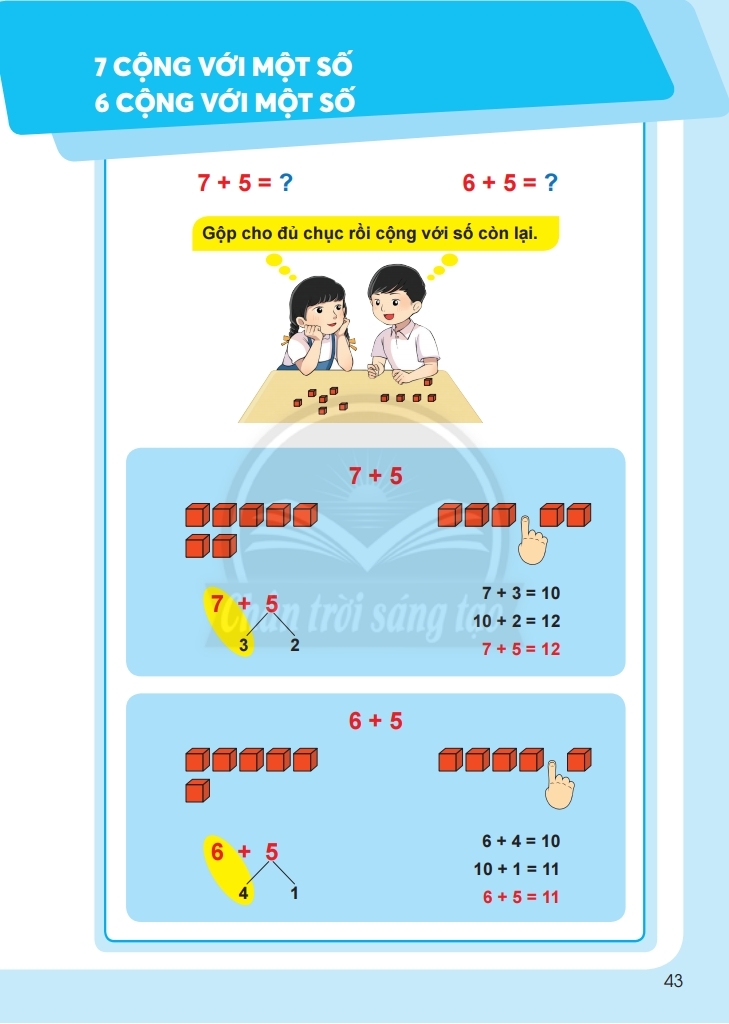 7 CỘNG VỚI MỘT SỐ
6 CỘNG VỚI MỘT SỐ
7 + 5 = ?
6 + 5 = ?
Gộp cho đủ chục rồi cộng với số còn lại.
7 + 5
7 + 5
3 2
7 + 3 = 10
10 + 2 = 12
7 + 5 = 12
Chân trời sáng tạo
6 + 5
6 + 5
4 1
6 + 4 = 10
10 + 1 = 11
6 + 5 = 11
43